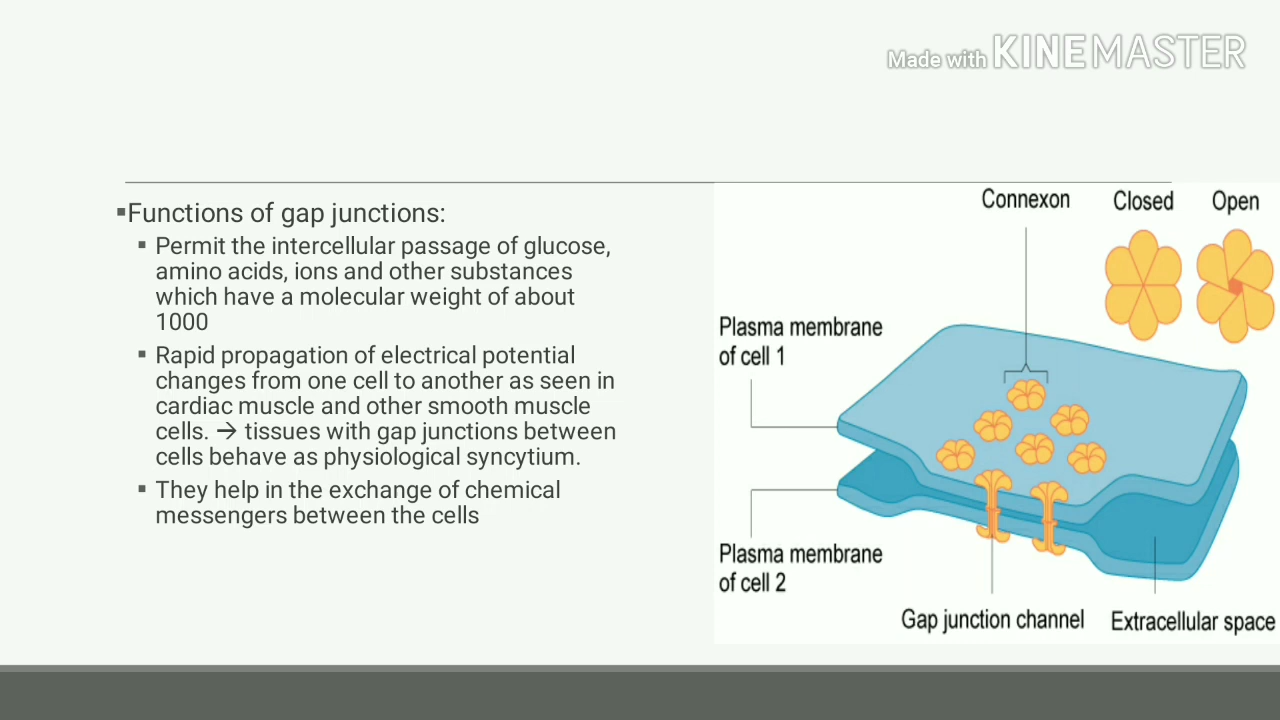 Made with KINEMASTER
▪Functions of gap junctions:
▪ Permit the intercellular passage of glucose,
amino acids, ions and other substances
which have a molecular weight of about
1000
▪ Rapid propagation of electrical potential
changes from one cell to another as seen in
cardiac muscle and other smooth muscle
cells. → tissues with gap junctions between
cells behave as physiological syncytium.
▪ They help in the exchange of chemical
messengers between the cells
Connexon
Closed
Open
Plasma membrane
of cell 1
Plasma membrane
of cell 2
Gap junction channel
Extracellular space